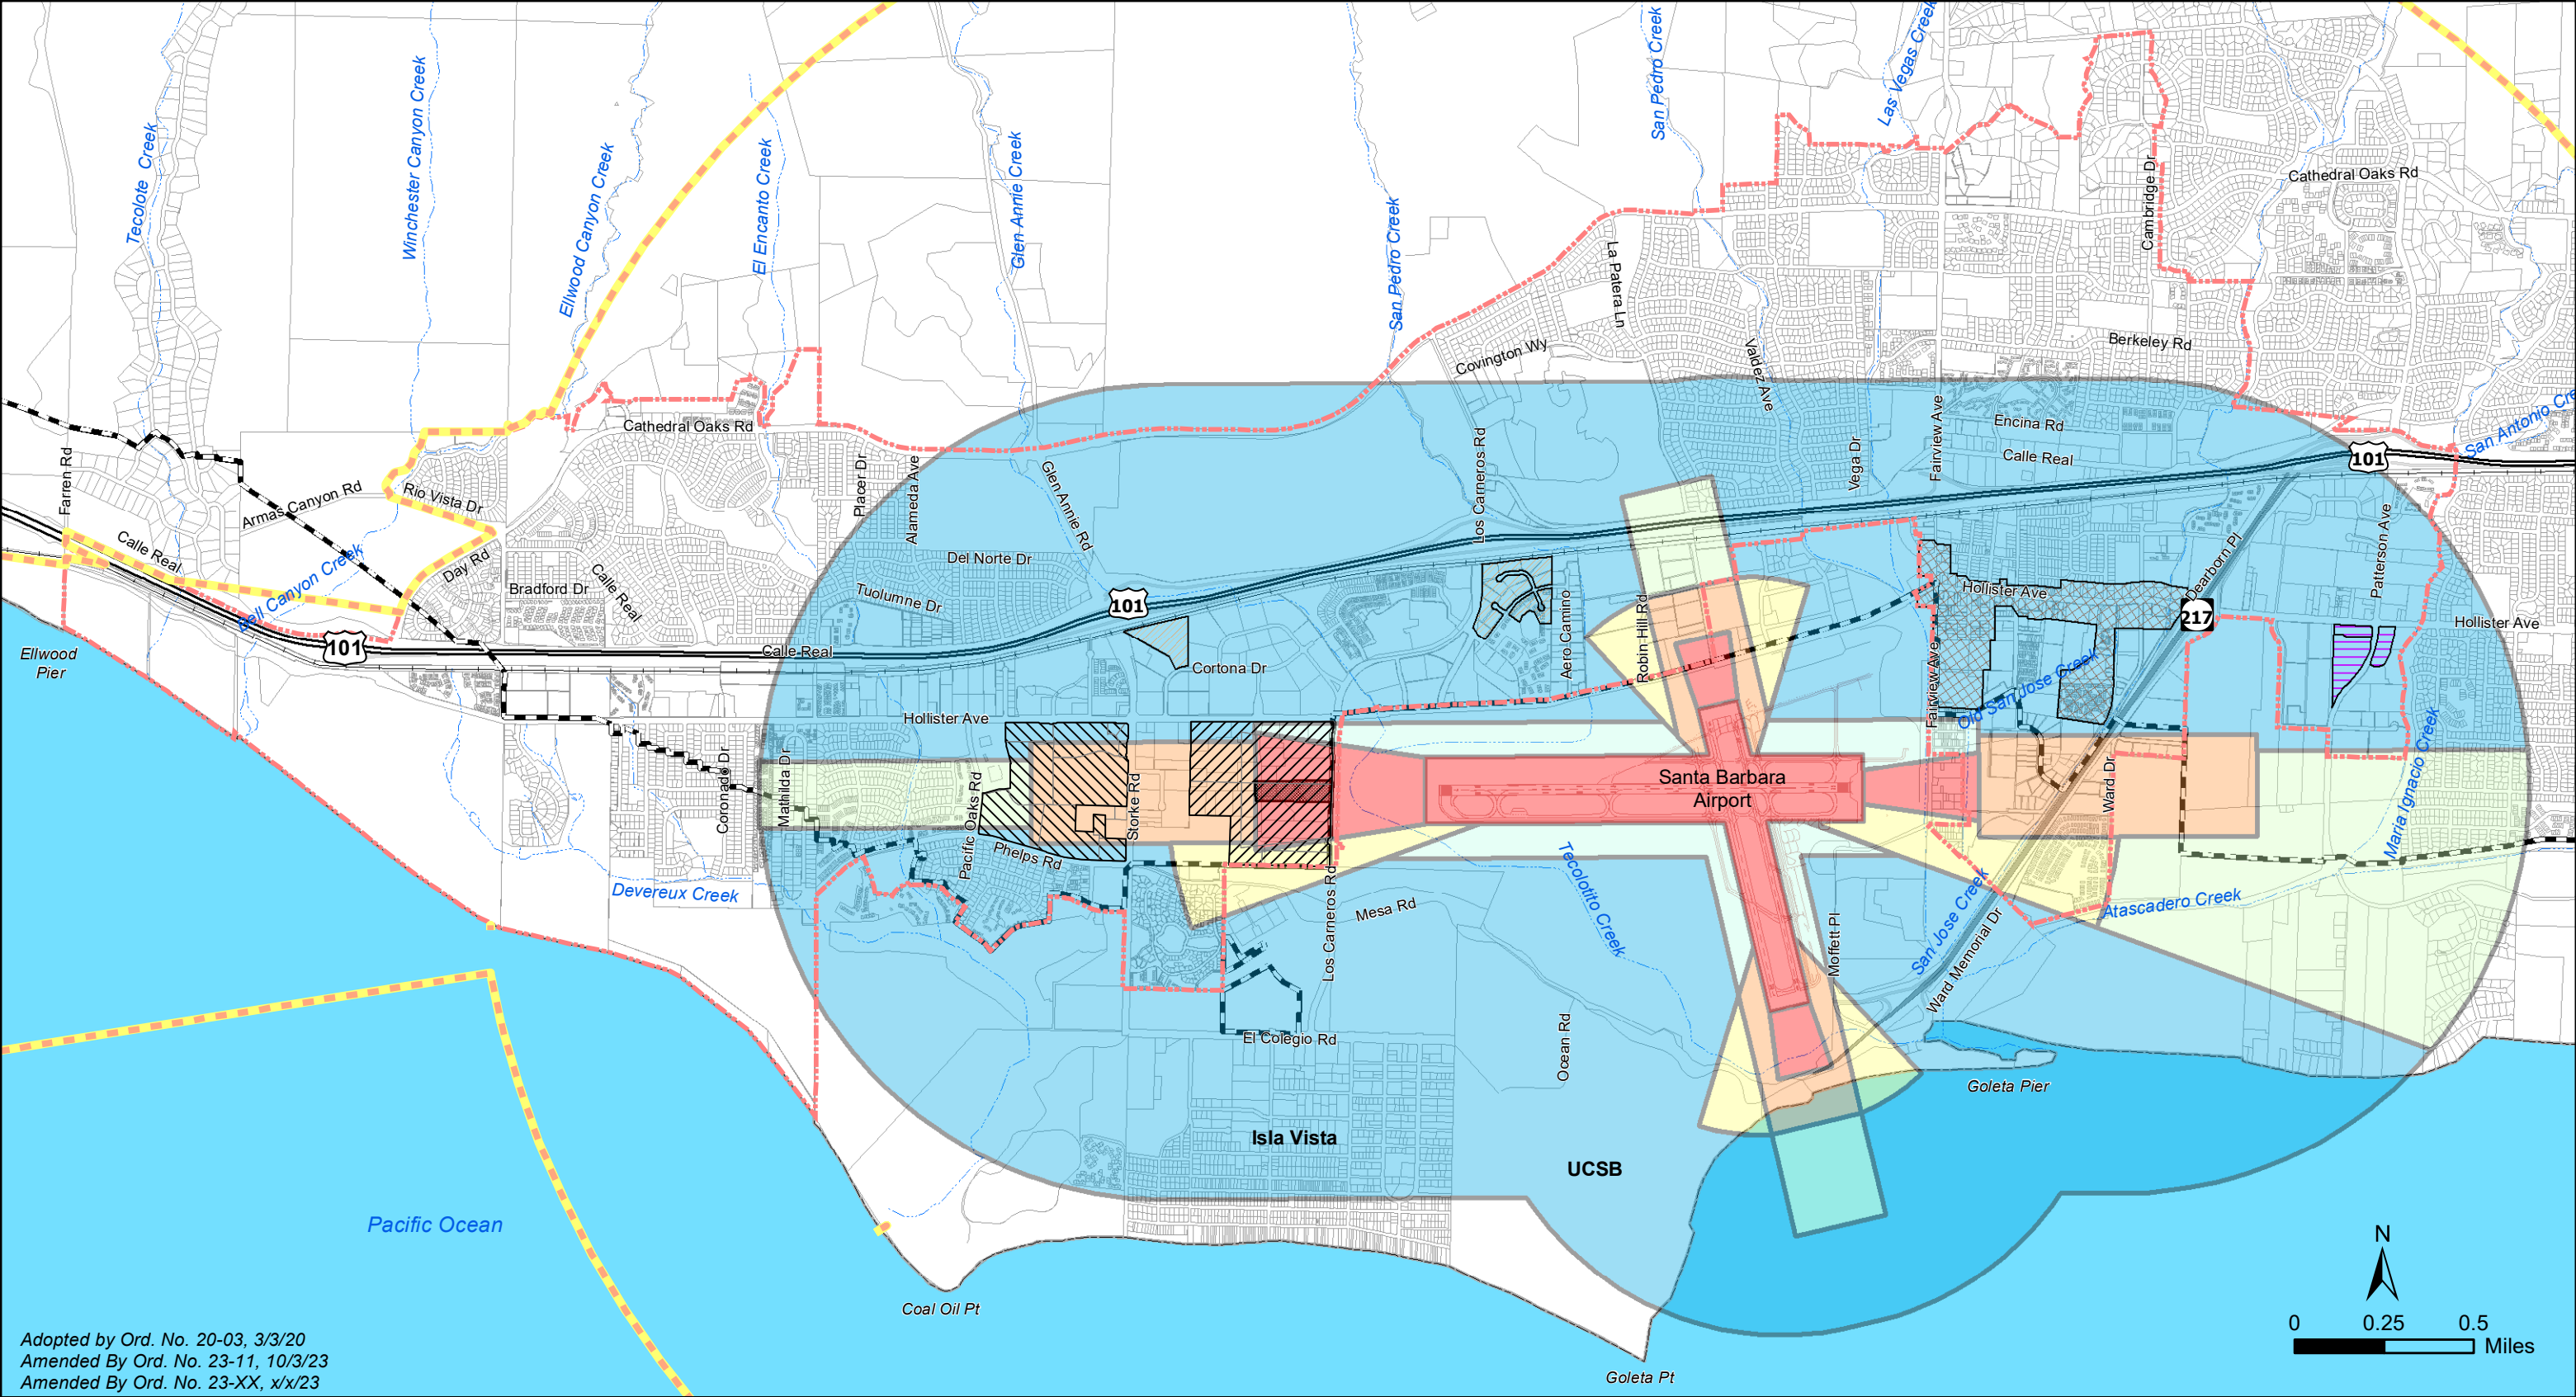 Tecolote Creek
Winchester Canyon Creek
Ellwood Canyon Creek
El Encanto Creek
Glen Annie Creek
San Pedro Creek
San Pedro Creek
Las Vegas Creek
Cathedral Oaks Rd
Cambridge Dr
La Patera Ln
Covington Wy
Valdez Ave
Berkeley Rd
Cathedral Oaks Rd
Encina Rd
Calle Real
Fairview Ave
Vega Dr
San Antonio Cre
101
Farren Rd
Armas Canyon Rd
Rio Vista Dr
Placer Dr
Alameda Ave
Glen Annie Rd
Los Carneros Rd
Calle Real
Bell Canyon Creek
Day Rd
Bradford Dr
Calle Real
Del Norte Dr
Tuolumne Dr
101
Aero Camino
Robin Hill Rd
Hollister Ave
Dearborn Pl
217
Patterson Ave
Hollister Ave
Ellwood
Pier
101
Calle Real
Cortona Dr
Old San Jose Creek
Fairview Ave
Hollister Ave
Coronado Dr
Mathilda Dr
Pacific Oaks Rd
Storke Rd
Phelps Rd
Santa Barbara
Airport
Ward Dr
Maria Ignacio Creek
Devereux Creek
Los Carneros Rd
Mesa Rd
Tecolotito Creek
Moffett Pl
San Jose Creek
Ward Memorial Dr
Atascadero Creek
El Colegio Rd
Ocean Rd
Goleta Pier
Isla Vista
UCSB
Pacific Ocean
Coal Oil Pt
Goleta Pt
N
0 0.25 0.5
Miles
Adopted by Ord. No. 20-03, 3/3/20
Amended By Ord. No. 23-11, 10/3/23
Amended By Ord. No. 23-XX, x/x/23